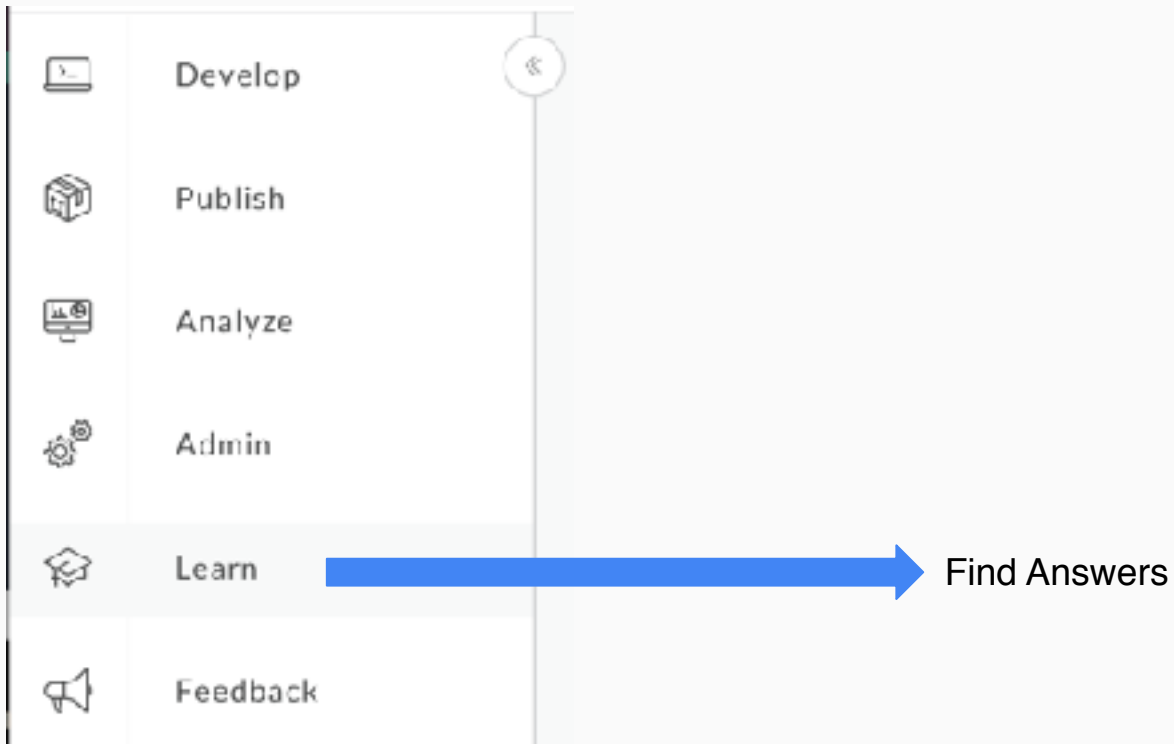 Develop
Publish
Analyze
Admin
Learn
Find Answers
Feedback